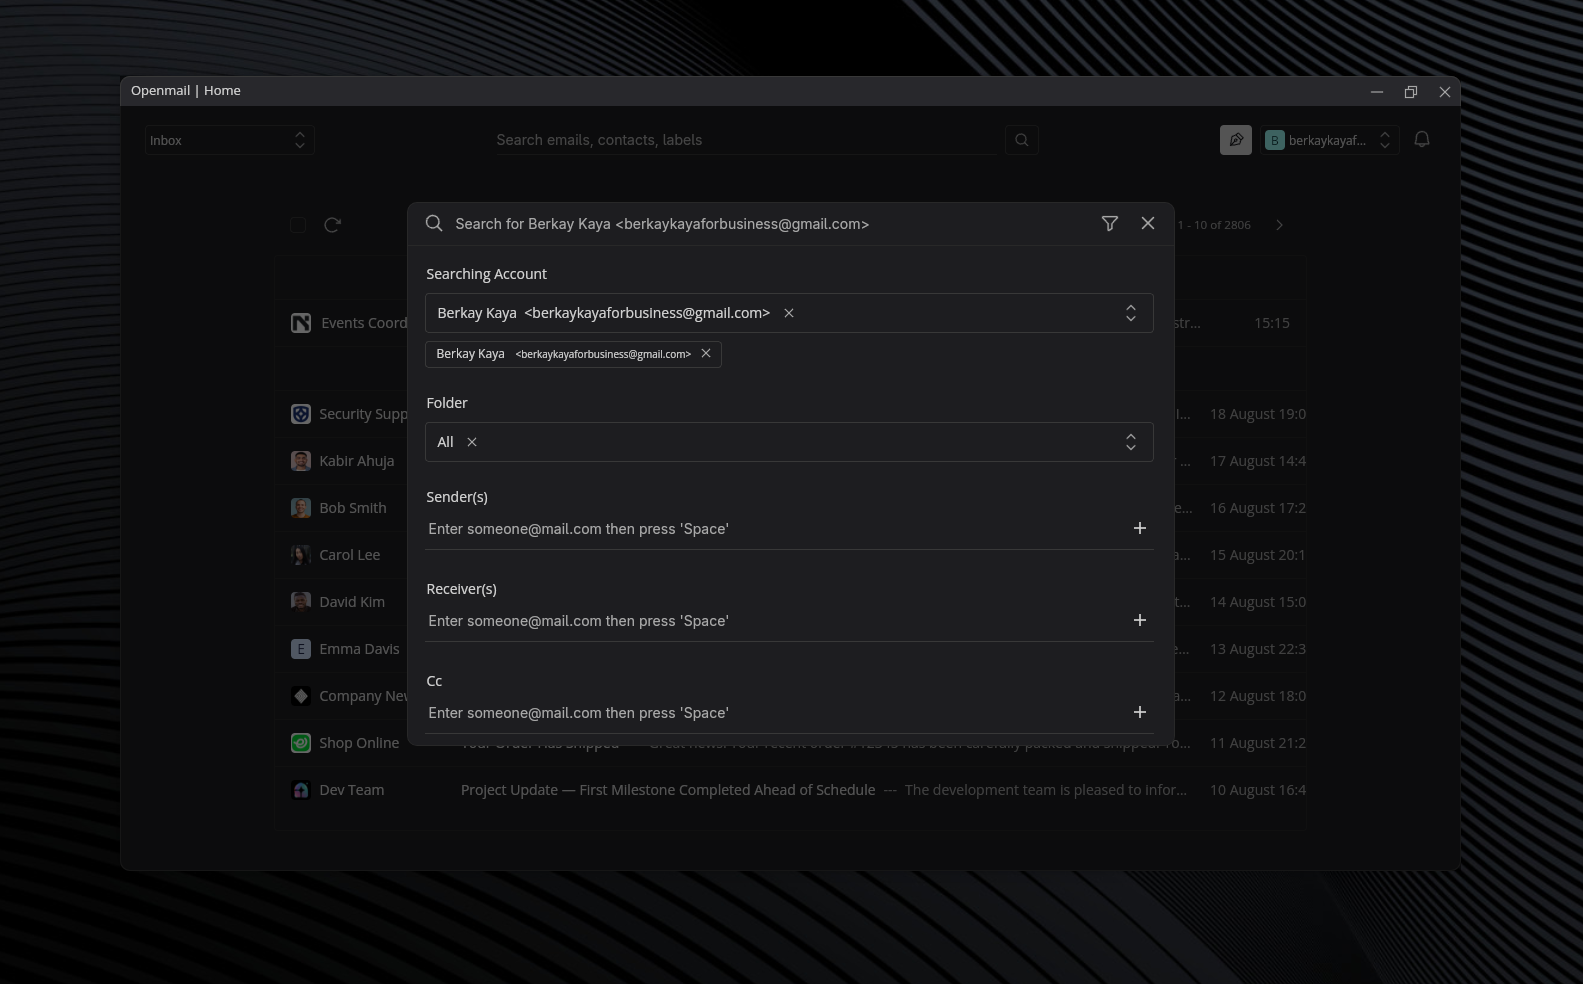 Openmail | Home
Inbox
Search emails, contacts, labels
B berkaykayaf...
Search for Berkay Kaya <berkaykayaforbusiness@gmail.com>
1 - 10 of 2806
Searching Account
Berkay Kaya <berkaykayaforbusiness@gmail.com>
Berkay Kaya <berkaykayaforbusiness@gmail.com>
Events Coord
str... 15:15
Folder
All
Security Supp
18 August 19:0
Kabir Ahuja
... 17 August 14:4
Sender(s)
Bob Smith
e... 16 August 17:2
Enter someone@mail.com then press 'Space'
Carol Lee
a... 15 August 20:1
Receiver(s)
David Kim
t... 14 August 15:0
Enter someone@mail.com then press 'Space'
E Emma Davis
e... 13 August 22:3
Cc
Company New
a... 12 August 18:0
Enter someone@mail.com then press 'Space'
Shop Online Your Order Has Shipped
11 August 21:2
Dev Team Project Update — First Milestone Completed Ahead of Schedule --- The development team is pleased to infor... 10 August 16:4